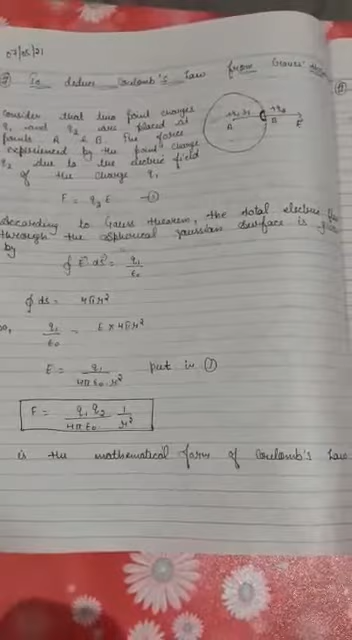 07/05/21
To deduce Coulomb's Law from Gauss'
Consider that two point charges
q₁ and q₂ are placed at
points A & B. The force
experienced by the point charge
q₂ due to the electric field
of the charge q₁
+q₁ r +q₂
A B E
F = q₂E — ①
According to Gauss theorem, the total electric
through the spherical gaussian surface is
by
∮ E⃗ ds⃗ = q₁/ε₀
∮ ds = 4πr²
q₁/ε₀ = E × 4πr²
E = q₁/4πε₀r² put in ①
F = q₁q₂/4πε₀ 1/r²
is the mathematical form of Coulomb's Law